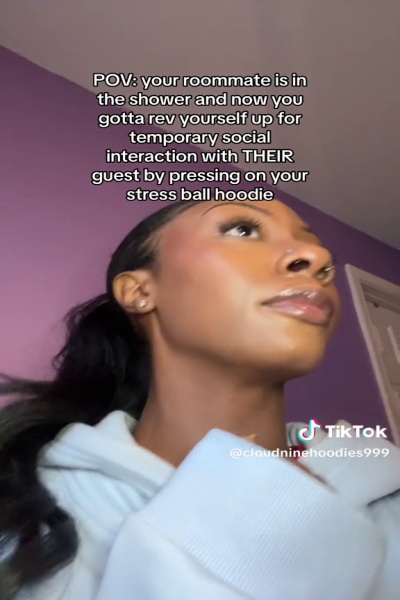 POV: your roommate is in
the shower and now you
gotta rev yourself up for
temporary social
interaction with THEIR
guest by pressing on your
stress ball hoodie
TikTok
@cloudninehoodies999